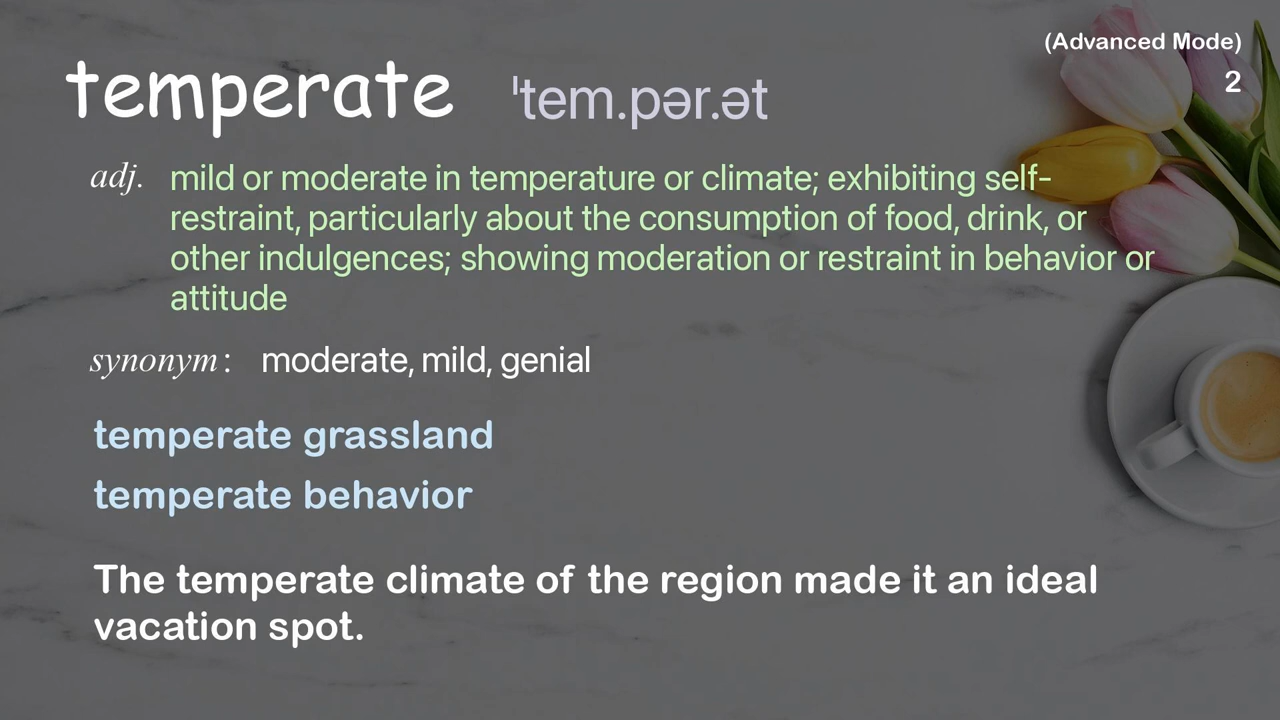 (Advanced Mode)
2
temperate ˈtem.pər.ət
adj. mild or moderate in temperature or climate; exhibiting self-
restraint, particularly about the consumption of food, drink, or
other indulgences; showing moderation or restraint in behavior or
attitude
synonym: moderate, mild, genial
temperate grassland
temperate behavior
The temperate climate of the region made it an ideal
vacation spot.